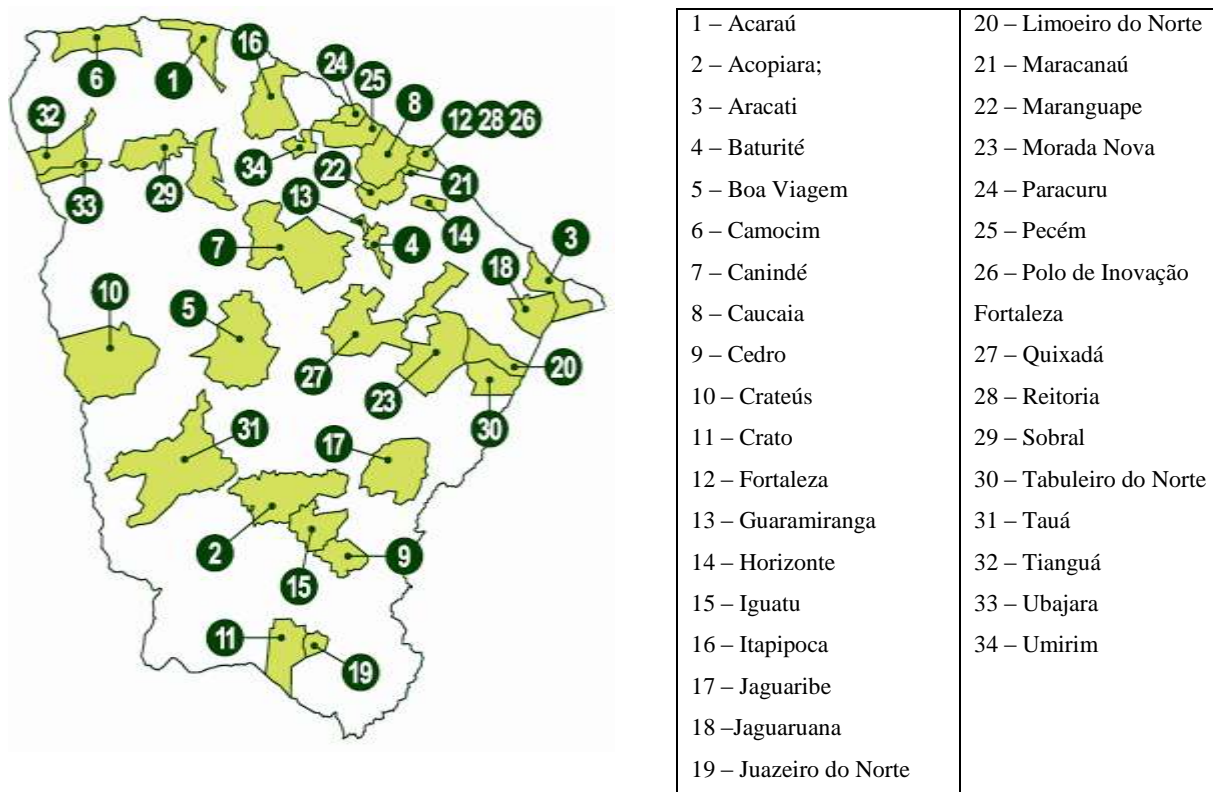 16
24
25
6
1
8
12 28 26
32
34
22
21
33
29
13
14
7
4
3
18
10
5
27
23
20
30
31
17
2
15
9
11
19
1 – Acaraú
2 – Acopiara;
3 – Aracati
4 – Baturité
5 – Boa Viagem
6 – Camocim
7 – Canindé
8 – Caucaia
9 – Cedro
10 – Crateús
11 – Crato
12 – Fortaleza
13 – Guaramiranga
14 – Horizonte
15 – Iguatu
16 – Itapipoca
17 – Jaguaribe
18 –Jaguaruana
19 – Juazeiro do Norte
20 – Limoeiro do Norte
21 – Maracanaú
22 – Maranguape
23 – Morada Nova
24 – Paracuru
25 – Pecém
26 – Polo de Inovação
Fortaleza
27 – Quixadá
28 – Reitoria
29 – Sobral
30 – Tabuleiro do Norte
31 – Tauá
32 – Tianguá
33 – Ubajara
34 – Umirim